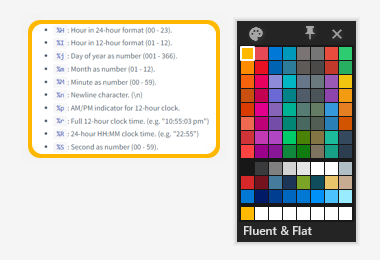 %H : Hour in 24-hour format (00 - 23).
%I : Hour in 12-hour format (01 - 12).
%j : Day of year as number (001 - 366).
%m : Month as number (01 - 12).
%M : Minute as number (00 - 59).
%n : Newline character. (\n)
%p : AM/PM indicator for 12-hour clock.
%r : Full 12-hour clock time. (e.g. "10:55:03 pm")
%R : 24-hour HH:MM clock time. (e.g. "22:55")
%S : Second as number (00 - 59).
Fluent & Flat